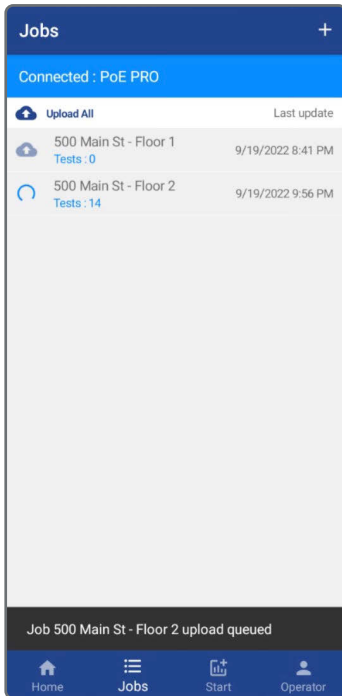 Jobs
Connected : PoE PRO
Upload All Last update
500 Main St - Floor 1
Tests : 0 9/19/2022 8:41 PM
500 Main St - Floor 2
Tests : 14 9/19/2022 9:56 PM
Job 500 Main St - Floor 2 upload queued
Home Jobs Start Operator